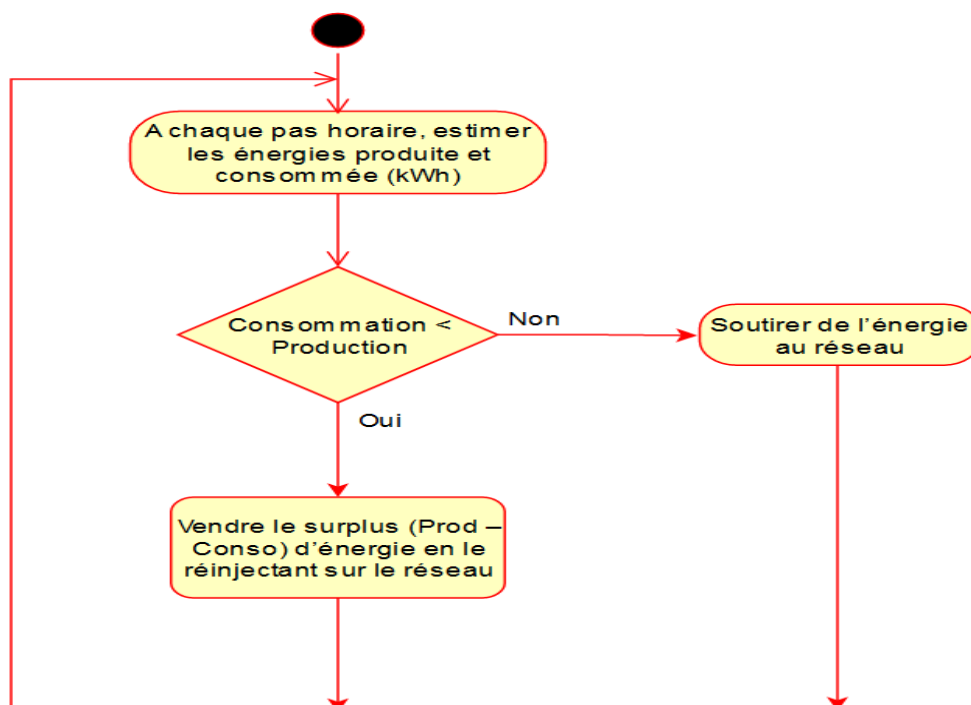 A chaque pas horaire, estimer
les énergies produite et
consommée (kWh)
Consommation <
Production
Non
Soutirer de l’énergie
au réseau
Oui
Vendre le surplus (Prod –
Conso) d’énergie en le
réinjectant sur le réseau